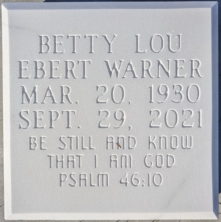 BETTY LOU
EBERT WARNER
MAR. 20, 1930
SEPT. 29, 2021
BE STILL AND KNOW
THAT I AM GOD
PSALM 46:10